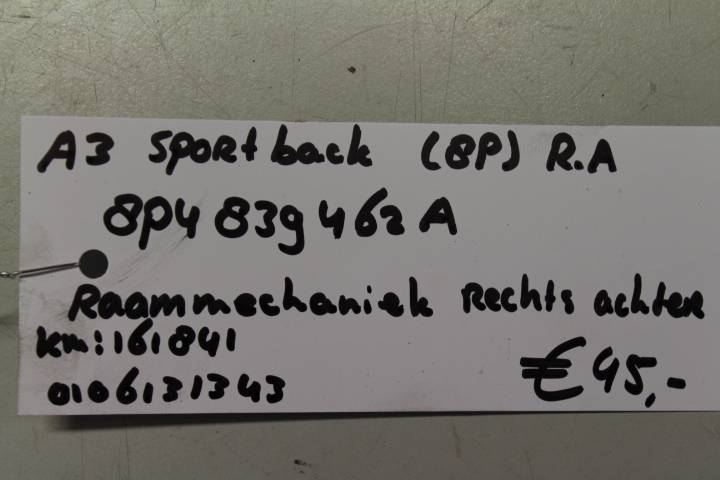 A3 Sportback (8P) R.A
8P4 839 462 A
Raammechaniek rechts achter
km: 161841
0106131343
€ 45,-